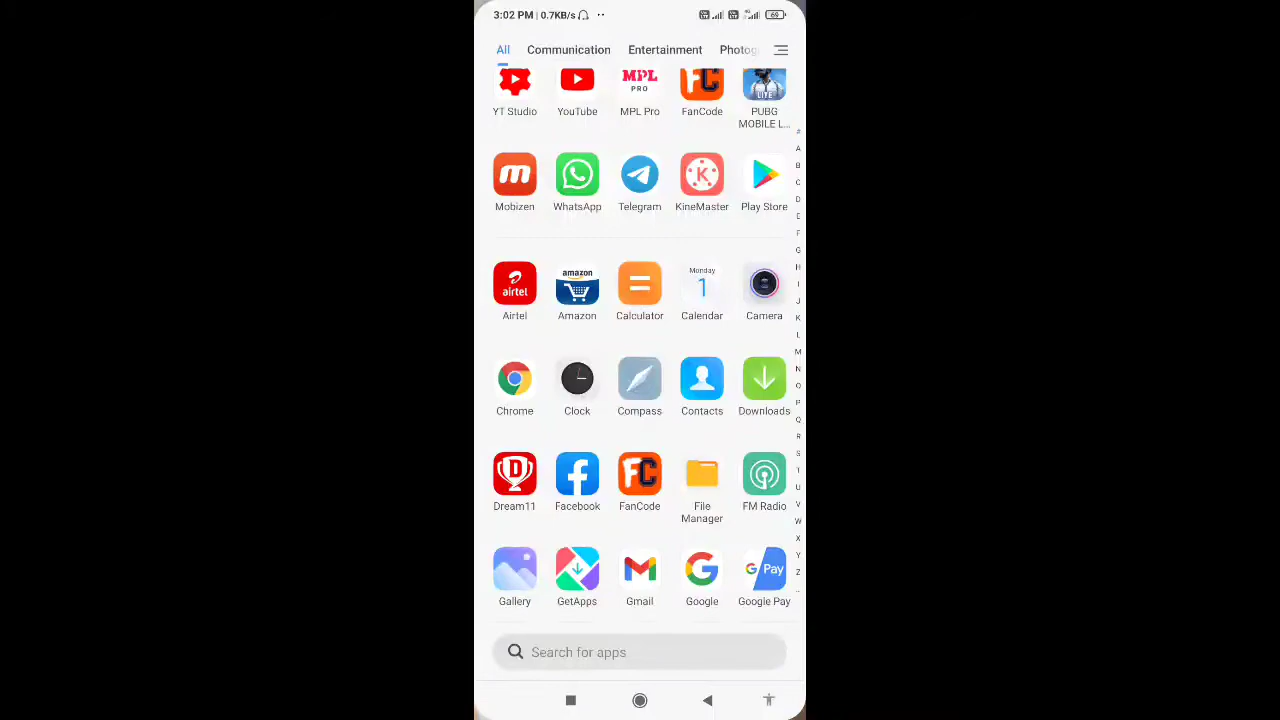 3:02 PM | 0.7KB/s
69
All Communication Entertainment Photog
MPL PRO FC LITE
YT Studio YouTube MPL Pro FanCode PUBG MOBILE L...
m K
Mobizen WhatsApp Telegram KineMaster Play Store
airtel amazon Monday 1
Airtel Amazon Calculator Calendar Camera
Chrome Clock Compass Contacts Downloads
D f FC
Dream11 Facebook FanCode File Manager FM Radio
G Pay
Gallery GetApps Gmail Google Google Pay
Search for apps
#
A
B
C
D
E
F
G
H
I
J
K
L
M
N
O
P
Q
R
S
T
U
V
W
X
Y
Z